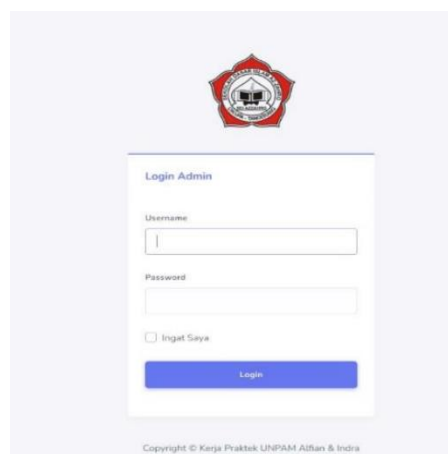 Login Admin
Username
Password
Ingat Saya
Login
Copyright © Kerja Praktek UNPAM Alfian & Indra